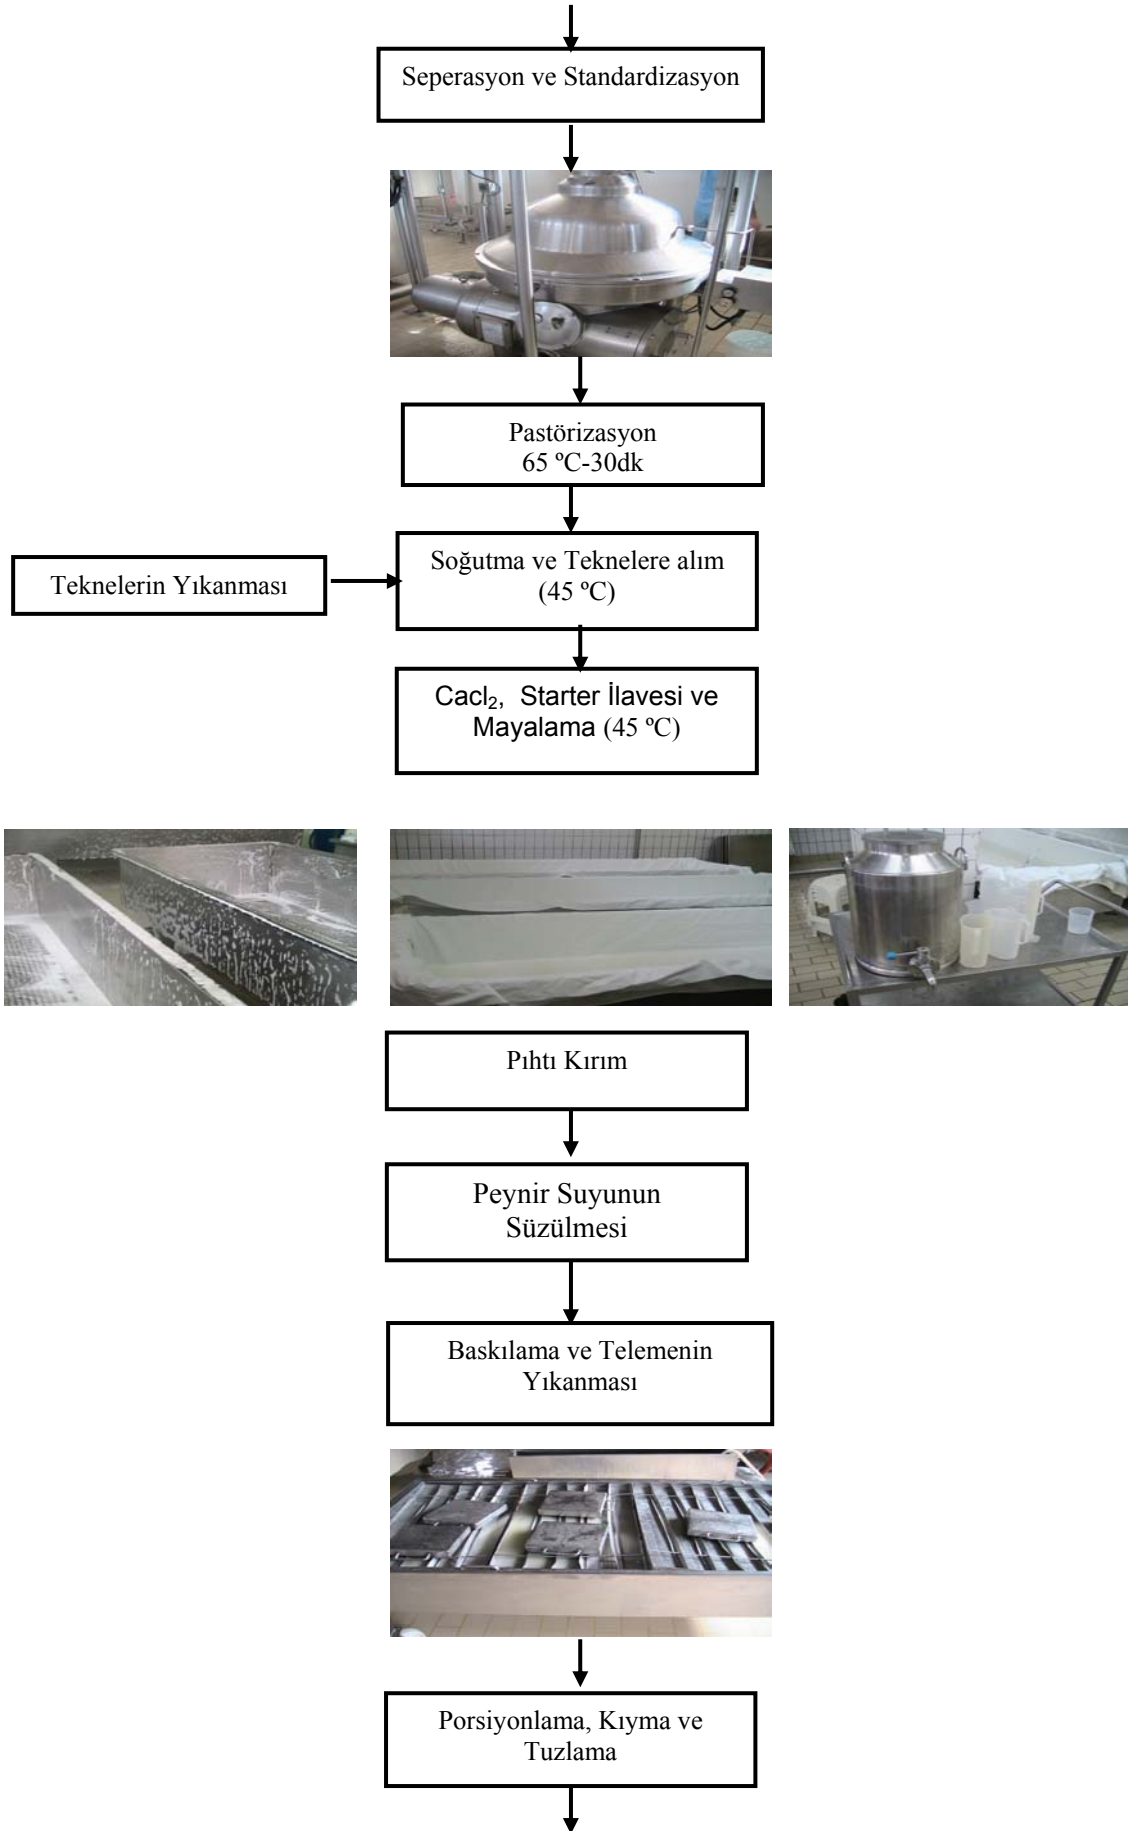 Seperasyon ve Standardizasyon
Pastörizasyon
65 ºC-30dk
Teknelerin Yıkanması
Soğutma ve Teknelere alım
(45 ºC)
Cacl₂, Starter İlavesi ve
Mayalama (45 ºC)
Pıhtı Kırım
Peynir Suyunun
Süzülmesi
Baskılama ve Telemenin
Yıkanması
Porsiyonlama, Kıyma ve
Tuzlama